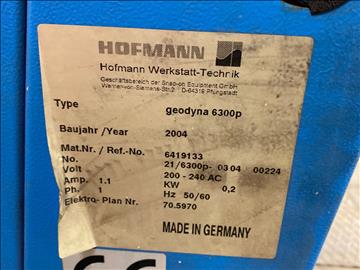 HOFMANN
Hofmann Werkstatt-Technik
Geschäftsbereich der Snap-on Equipment GmbH
Werner-von-Siemens-Str.2 D-64319 Pfungstadt
Type geodyna 6300p
Baujahr / Year 2004
Mat.Nr / Ref.-No. 6419133
No. 21/6300p- 0304 00224
Volt 200 - 240 AC
Amp. 1.1 KW 0,2
Ph. 1 Hz 50/60
Elektro- Plan Nr. 70.5970
MADE IN GERMANY
CE